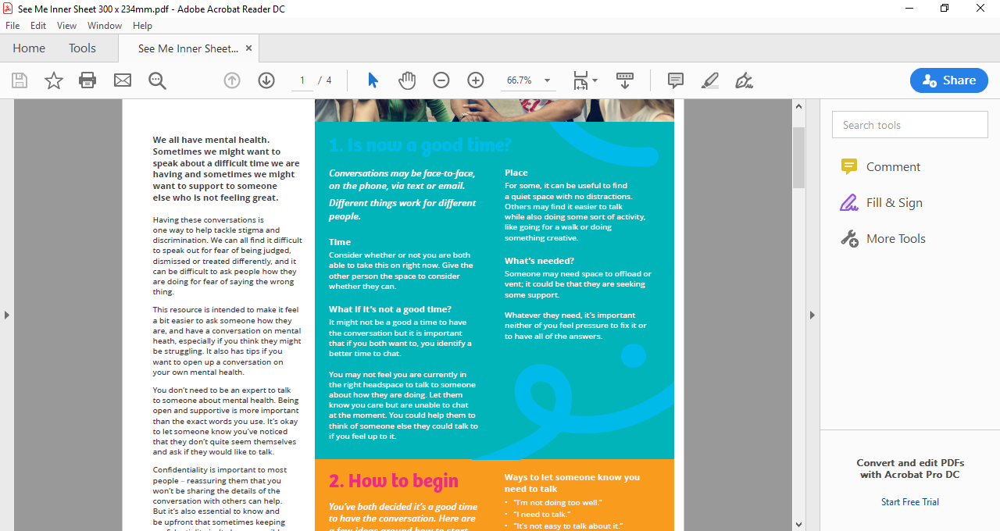 See Me Inner Sheet 300 x 234mm.pdf - Adobe Acrobat Reader DC
File Edit View Window Help
Home Tools See Me Inner Sheet... ×
1 / 4 66.7% Share
We all have mental health.
Sometimes we might want to
speak about a difficult time we are
having and sometimes we might
want to support to someone
else who is not feeling great.
Having these conversations is
one way to help tackle stigma and
discrimination. We can all find it difficult
to speak out for fear of being judged,
dismissed or treated differently, and it
can be difficult to ask people how they
are doing for fear of saying the wrong
thing.
This resource is intended to make it feel
a bit easier to ask someone how they
are, and have a conversation on mental
heath, especially if you think they might
be struggling. It also has tips if you
want to open up a conversation on
your own mental health.
You don't need to be an expert to talk
to someone about mental health. Being
open and supportive is more important
than the exact words you use. It's okay
to let someone know you've noticed
that they don't quite seem themselves
and ask if they would like to talk.
Confidentiality is important to most
people – reassuring them that you
won't be sharing the details of the
conversation with others can help.
But it's also essential to know and
be upfront that sometimes keeping
1. Is now a good time?
Conversations may be face-to-face,
on the phone, via text or email.
Different things work for different
people.
Time
Consider whether or not you are both
able to take this on right now. Give the
other person the space to consider
whether they can.
What if it's not a good time?
It might not be a good a time to have
the conversation but it is important
that if you both want to, you identify a
better time to chat.
You may not feel you are currently in
the right headspace to talk to someone
about how they are doing. Let them
know you care but are unable to chat
at the moment. You could help them to
think of someone else they could talk to
if you feel up to it.
Place
For some, it can be useful to find
a quiet space with no distractions.
Others may find it easier to talk
while also doing some sort of activity,
like going for a walk or doing
something creative.
What's needed?
Someone may need space to offload or
vent; it could be that they are seeking
some support.
Whatever they need, it's important
neither of you feel pressure to fix it or
to have all of the answers.
2. How to begin
You've both decided it's a good time
to have the conversation. Here are
a few ideas around how to start
Ways to let someone know you
need to talk
• "I'm not doing too well."
• "I need to talk."
• "It's not easy to talk about it."
Search tools
Comment
Fill & Sign
More Tools
Convert and edit PDFs
with Acrobat Pro DC
Start Free Trial